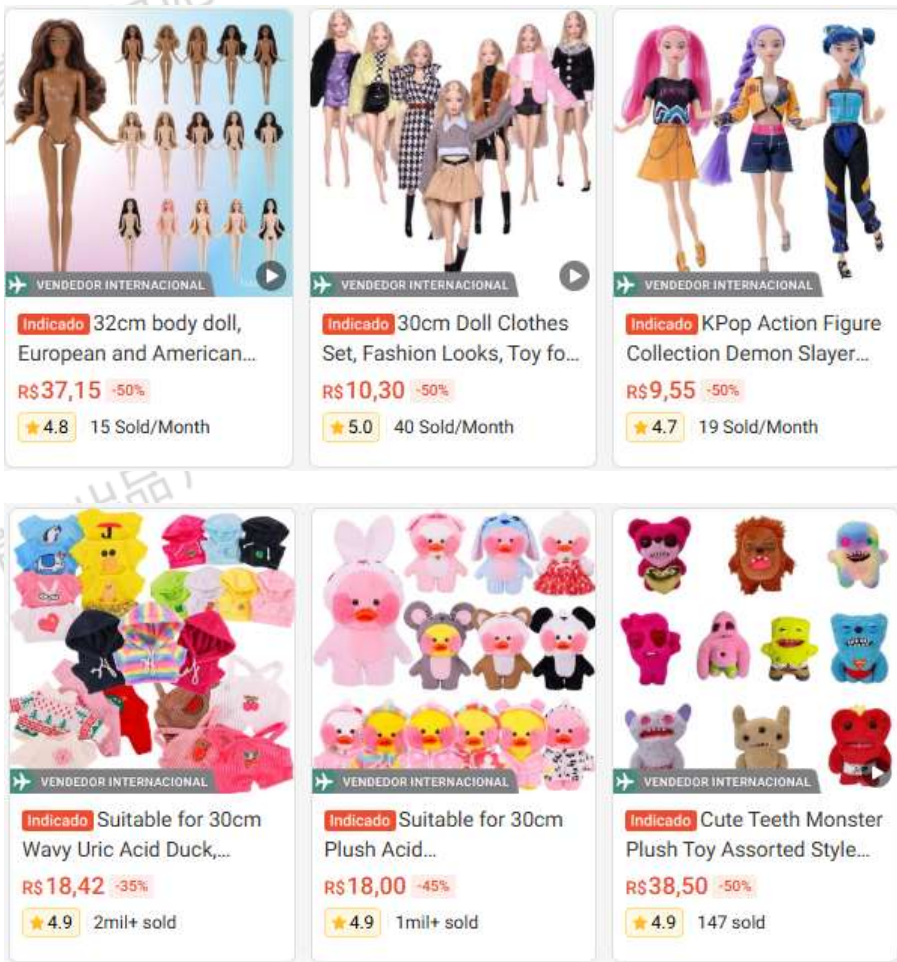 VENDEDOR INTERNACIONAL
Indicado 32cm body doll,
European and American...
R$37,15 -50%
4.8 15 Sold/Month
VENDEDOR INTERNACIONAL
Indicado 30cm Doll Clothes
Set, Fashion Looks, Toy fo...
R$10,30 -50%
5.0 40 Sold/Month
VENDEDOR INTERNACIONAL
Indicado KPop Action Figure
Collection Demon Slayer...
R$9,55 -50%
4.7 19 Sold/Month
VENDEDOR INTERNACIONAL
Indicado Suitable for 30cm
Wavy Uric Acid Duck,...
R$18,42 -35%
4.9 2mil+ sold
VENDEDOR INTERNACIONAL
Indicado Suitable for 30cm
Plush Acid...
R$18,00 -45%
4.9 1mil+ sold
VENDEDOR INTERNACIONAL
Indicado Cute Teeth Monster
Plush Toy Assorted Style...
R$38,50 -50%
4.9 147 sold